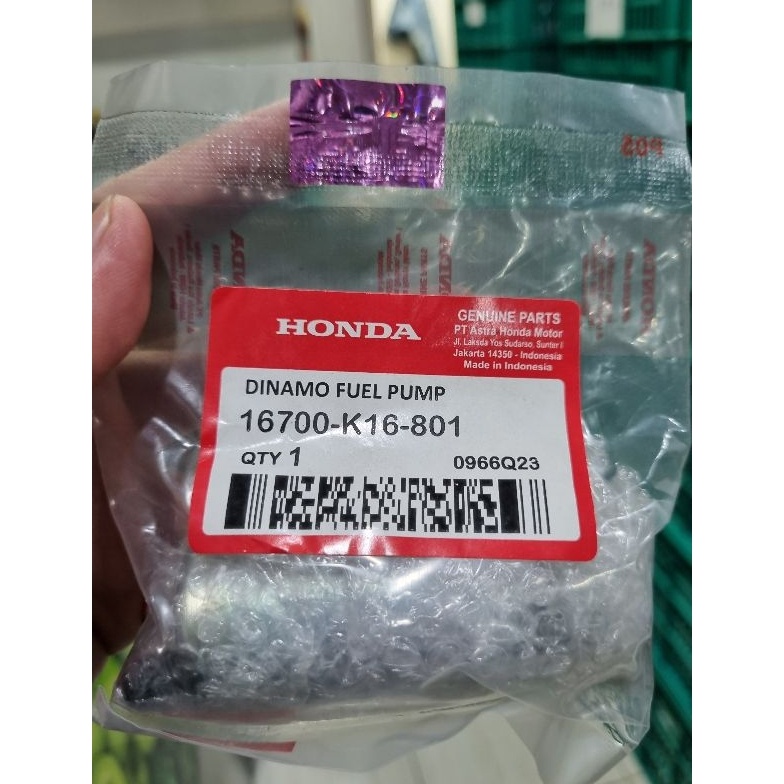 HONDA
GENUINE PARTS
PT Astra Honda Motor
Jl. Laksda Yos Sudarso, Sunter I
Jakarta 14350 - Indonesia
Made in Indonesia
DINAMO FUEL PUMP
16700-K16-801
QTY 1
0966Q23